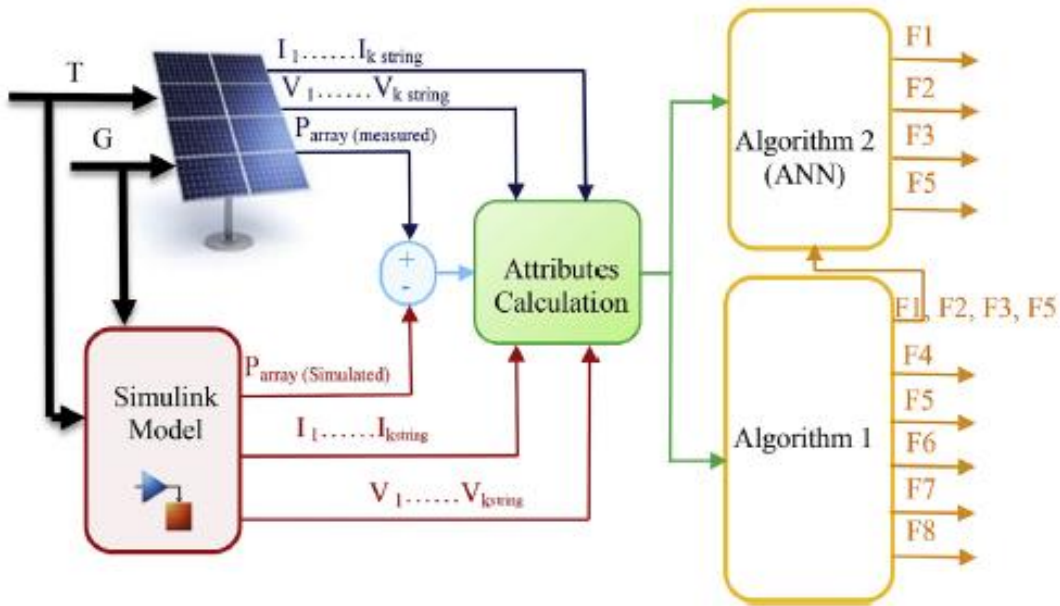 T
G
I 1......I k string
V 1......V k string
P array (measured)
+
-
Attributes
Calculation
Simulink
Model
P array (Simulated)
I 1......I kstring
V 1......V kstring
Algorithm 2
(ANN)
F1
F2
F3
F5
F1, F2, F3, F5
Algorithm 1
F4
F5
F6
F7
F8